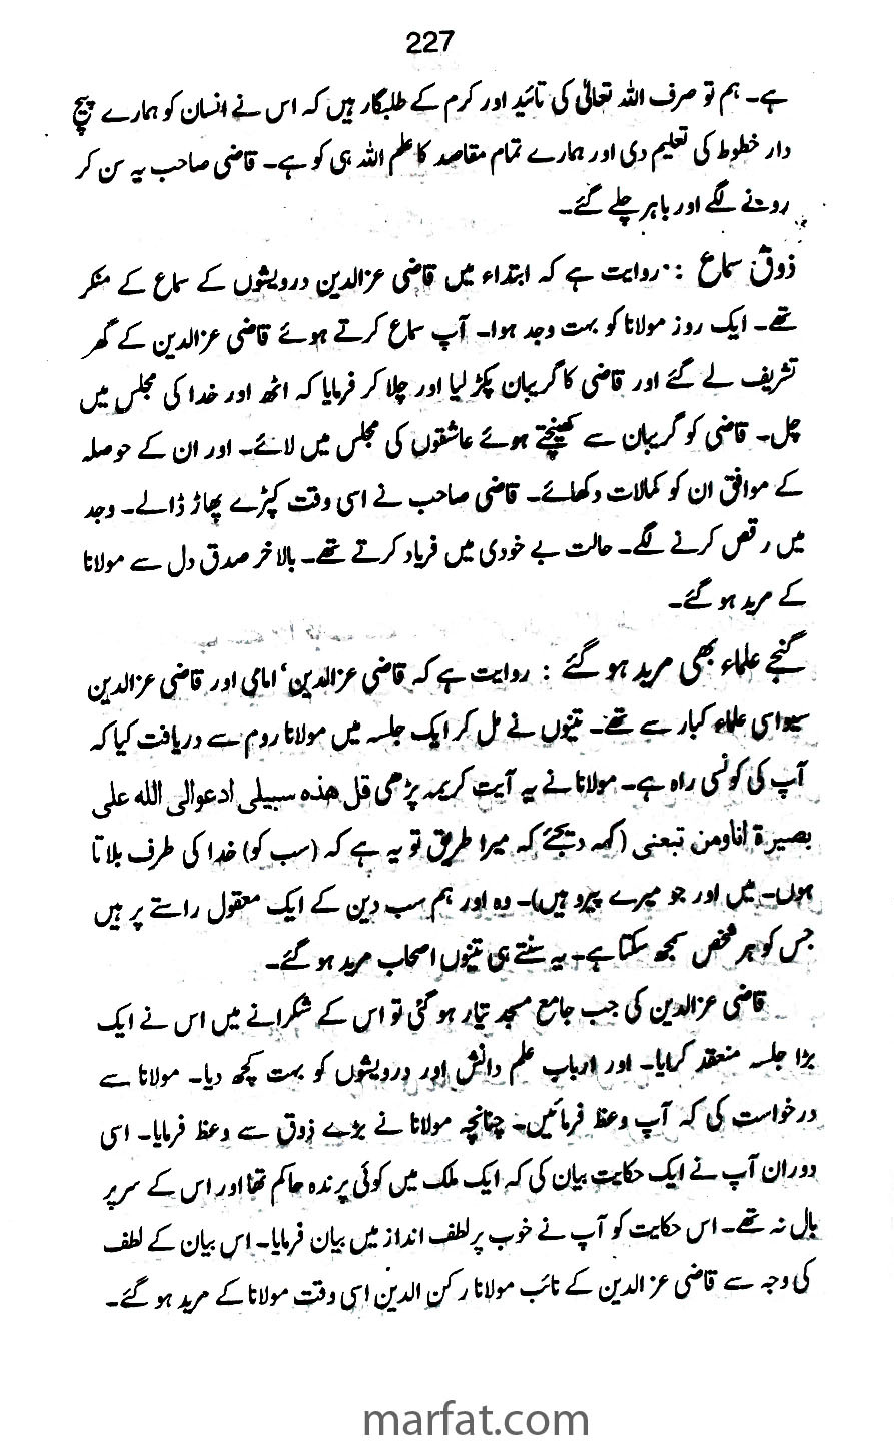 227
ہے۔ ہم تو صرف اللہ تعالیٰ کی تائید اور کرم کے طلبگار ہیں کہ اس نے انسان کو ہمارے پیچ
دار خطوط کی تعلیم دی اور ہمارے تمام مقاصد کا علم اللہ ہی کو ہے۔ قاضی صاحب یہ سن کر
رونے لگے اور باہر چلے گئے۔
ذوق سماع : روایت ہے کہ ابتداء میں قاضی عزالدین درویشوں کے سماع کے منکر
تھے۔ ایک روز مولانا کو بہت وجد ہوا۔ آپ سماع کرتے ہوئے قاضی عزالدین کے گھر
تشریف لے گئے اور قاضی کا گریبان پکڑ لیا اور چلا کر فرمایا کہ اٹھ اور خدا کی مجلس میں
چل۔ قاضی کو گریبان سے کھینچتے ہوئے عاشقوں کی مجلس میں لائے۔ اور ان کے حوصلہ
کے موافق ان کو کمالات دکھائے۔ قاضی صاحب نے اسی وقت کپڑے پھاڑ ڈالے۔ وجد
میں رقص کرنے لگے۔ حالت بے خودی میں فریاد کرتے تھے۔ بالاخر صدق دل سے مولانا
کے مرید ہو گئے۔
گنجے علماء بھی مرید ہو گئے : روایت ہے کہ قاضی عزالدین‘ امامی اور قاضی عزالدین
سیواسی علماء کبار سے تھے۔ تینوں نے مل کر ایک جلسہ میں مولانا روم سے دریافت کیا کہ
آپ کی کونسی راہ ہے۔ مولانا نے یہ آیت کریمہ پڑھی قل هذه سبیلی ادعوالی الله علی
بصیرة اناومن تبعنی (کہہ دیجئے کہ میرا طریق تو یہ ہے کہ (سب کو) خدا کی طرف بلاتا
ہوں۔ میں اور جو میرے پیرو ہیں)۔ وہ اور ہم سب دین کے ایک معقول راستے پر ہیں
جس کو ہر شخص سمجھ سکتا ہے۔ یہ سنتے ہی تینوں اصحاب مرید ہو گئے۔
قاضی عزالدین کی جب جامع مسجد تیار ہو گئی تو اس کے شکرانے میں اس نے ایک
بڑا جلسہ منعقد کرایا۔ اور ارباب علم دانش اور درویشوں کو بہت کچھ دیا۔ مولانا سے
درخواست کی کہ آپ وعظ فرمائیں۔ چنانچہ مولانا نے بڑے ذوق سے وعظ فرمایا۔ اسی
دوران آپ نے ایک حکایت بیان کی کہ ایک ملک میں کوئی پرندہ حاکم تھا اور اس کے سر پر
بال نہ تھے۔ اس حکایت کو آپ نے خوب پر لطف انداز میں بیان فرمایا۔ اس بیان کے لطف
کی وجہ سے قاضی عزالدین کے نائب مولانا رکن الدین اسی وقت مولانا کے مرید ہو گئے۔
marfat.com